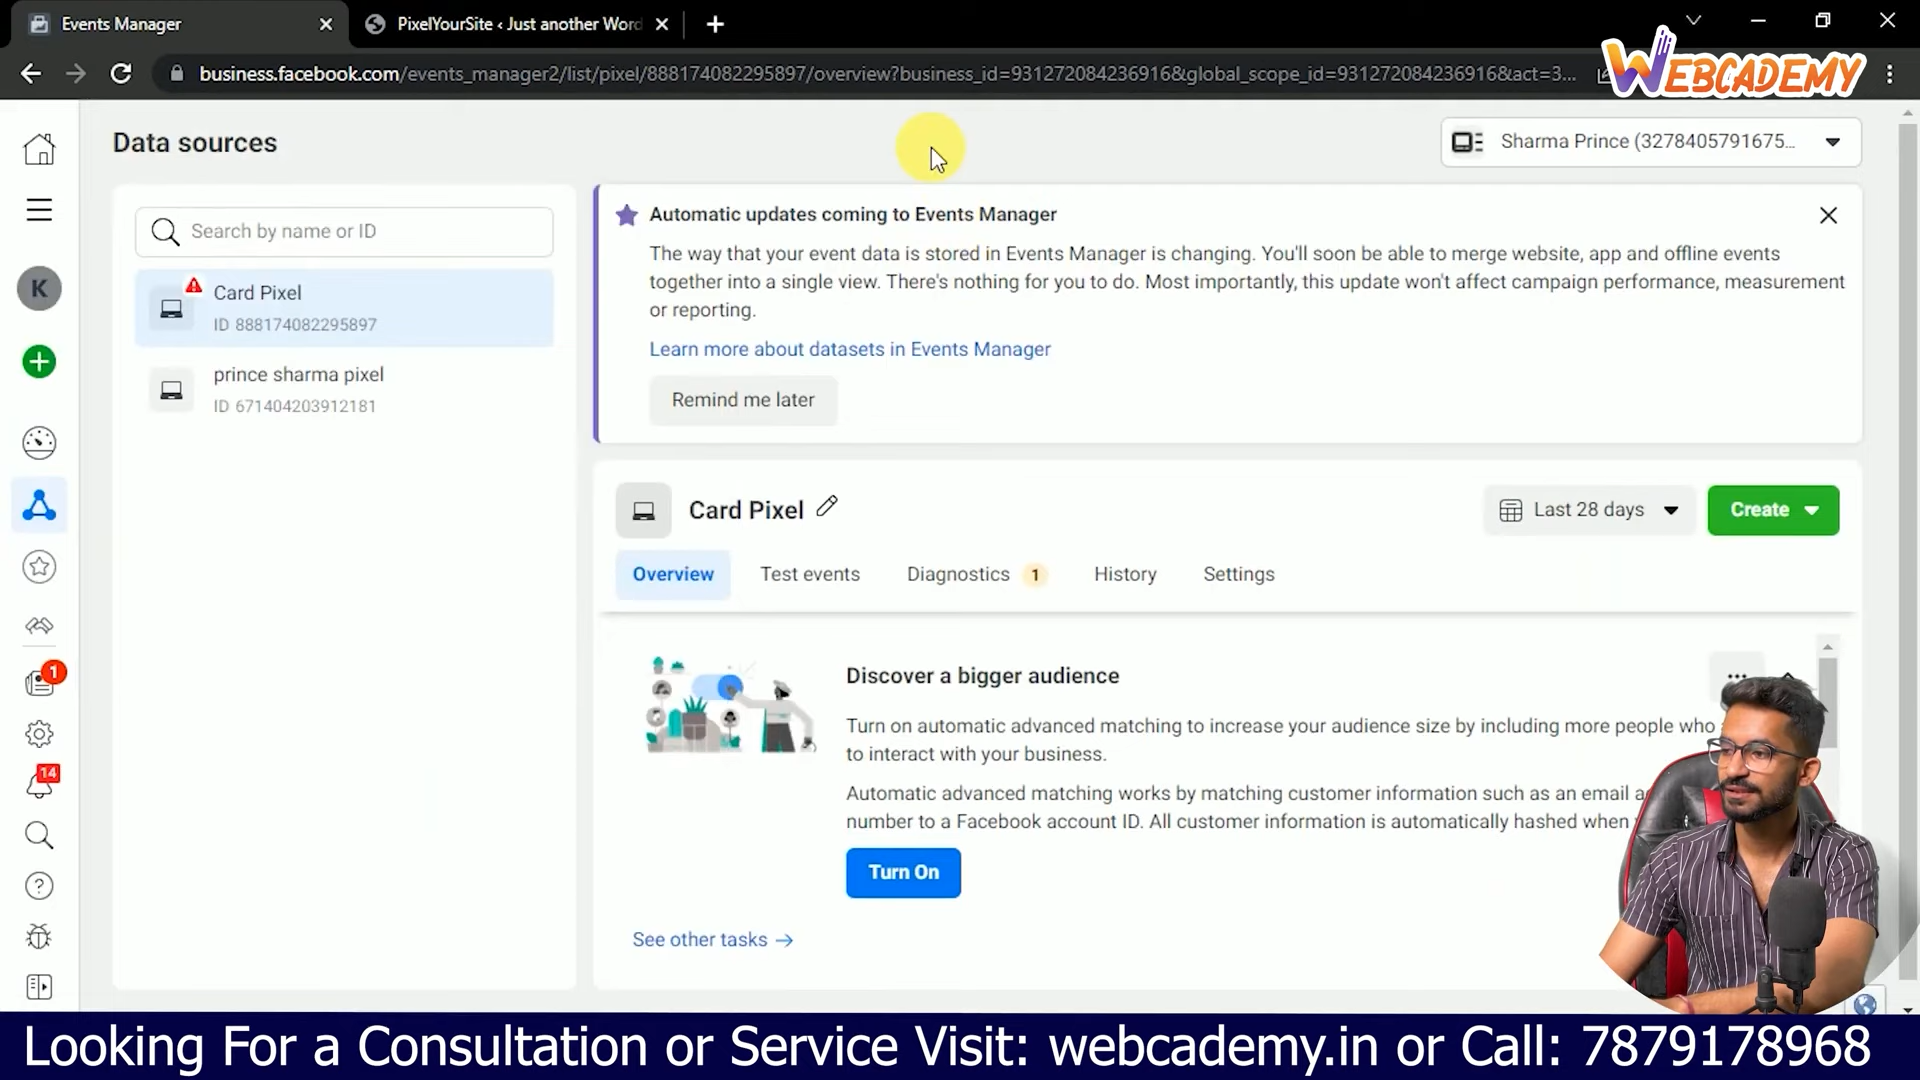 Events Manager
PixelYourSite ‹ Just another Word
business.facebook.com/events_manager2/list/pixel/888174082295897/overview?business_id=931272084236916&global_scope_id=931272084236916&act=3...
WEBCADEMY
Data sources
Sharma Prince (3278405791675...
Search by name or ID
Card Pixel
ID 888174082295897
prince sharma pixel
ID 671404203912181
K
1
14
Automatic updates coming to Events Manager
The way that your event data is stored in Events Manager is changing. You'll soon be able to merge website, app and offline events
together into a single view. There's nothing for you to do. Most importantly, this update won't affect campaign performance, measurement
or reporting.
Learn more about datasets in Events Manager
Remind me later
Card Pixel
Last 28 days
Create
Overview
Test events
Diagnostics 1
History
Settings
Discover a bigger audience
Turn on automatic advanced matching to increase your audience size by including more people who
to interact with your business.
Automatic advanced matching works by matching customer information such as an email
number to a Facebook account ID. All customer information is automatically hashed when
Turn On
See other tasks →
Looking For a Consultation or Service Visit: webcademy.in or Call: 7879178968